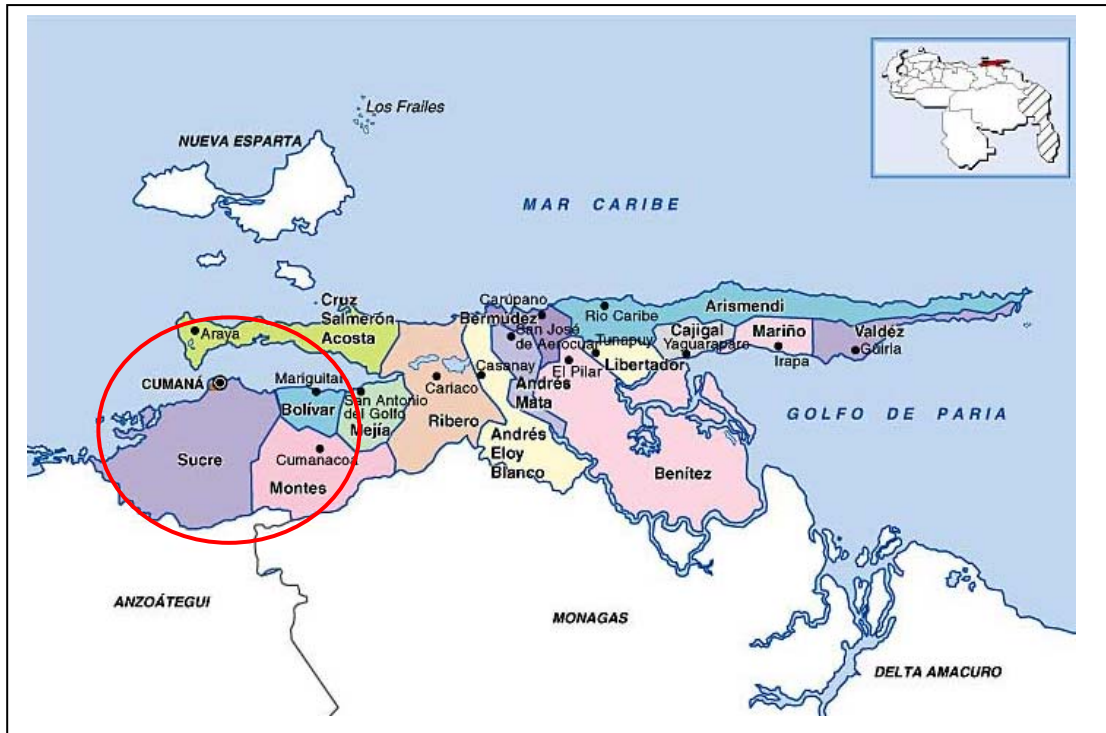 Los Frailes
NUEVA ESPARTA
MAR CARIBE
Cruz
Salmerón
Acosta
Araya
Carúpano
Bermúdez
San José
de Aerocuar
Río Caribe
Tunapuy
Arismendi
Cajigal
Yaguaraparo
Mariño
Irapa
Valdéz
Güiria
CUMANÁ
Mariguitar
Bolívar
San Antonio
del Golfo
Mejía
Cariaco
Ribero
Casanay
Andrés
Mata
El Pilar
Libertador
GOLFO DE PARIA
Sucre
Cumanacoa
Montes
Andrés
Eloy
Blanco
Benítez
ANZOÁTEGUI
MONAGAS
DELTA AMACURO